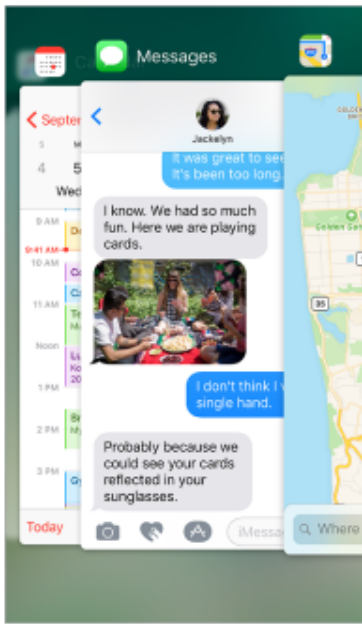 Messages
Septe
Jackelyn
S
4
5
Wed
It was great to see
It's been too long.
I know. We had so much
fun. Here we are playing
cards.
9 AM
9:41 AM
10 AM
11 AM
Noon
1 PM
2 PM
3 PM
I don't think I
single hand.
Probably because we
could see your cards
reflected in your
sunglasses.
Today
iMessa
Where
35